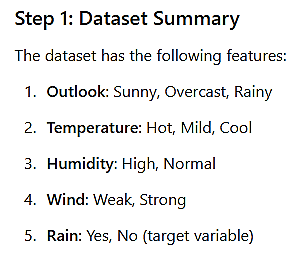 Step 1: Dataset Summary
The dataset has the following features:
1. Outlook: Sunny, Overcast, Rainy
2. Temperature: Hot, Mild, Cool
3. Humidity: High, Normal
4. Wind: Weak, Strong
5. Rain: Yes, No (target variable)